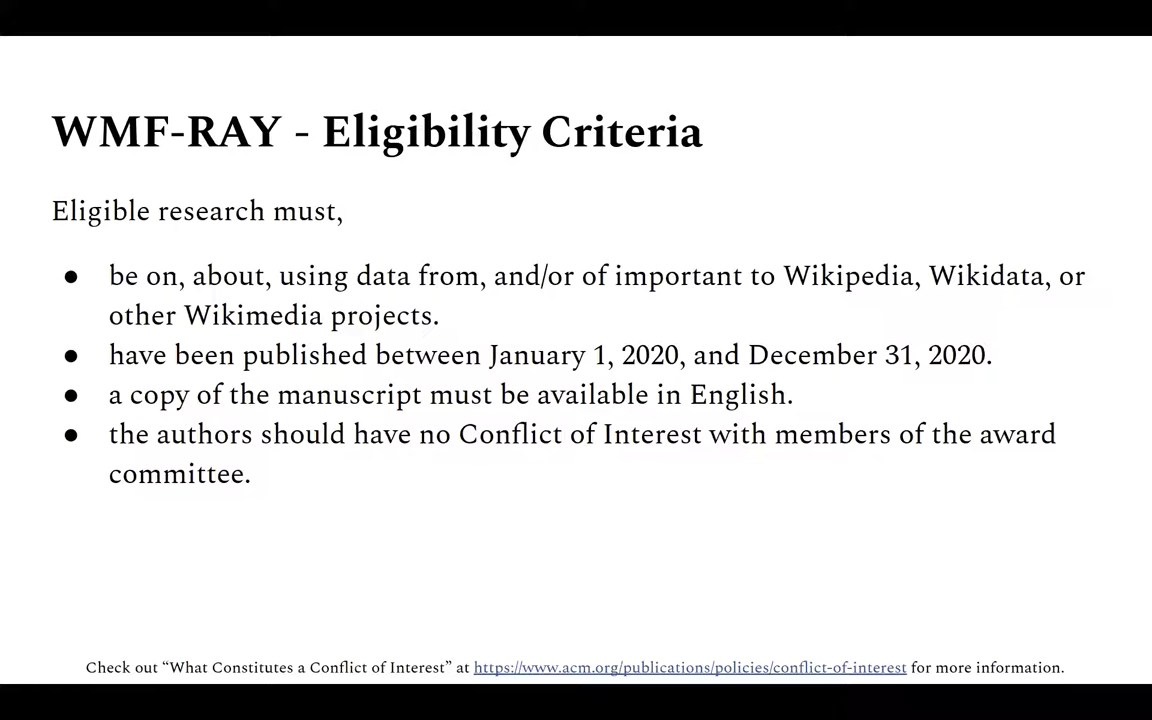 WMF-RAY - Eligibility Criteria
Eligible research must,
● be on, about, using data from, and/or of important to Wikipedia, Wikidata, or
other Wikimedia projects.
● have been published between January 1, 2020, and December 31, 2020.
● a copy of the manuscript must be available in English.
● the authors should have no Conflict of Interest with members of the award
committee.
Check out “What Constitutes a Conflict of Interest” at https://www.acm.org/publications/policies/conflict-of-interest for more information.